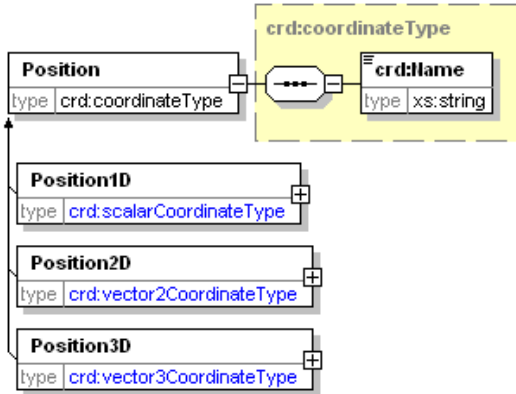 crd:coordinateType
Position
type crd:coordinateType
crd:Name
type xs:string
Position1D
type crd:scalarCoordinateType
Position2D
type crd:vector2CoordinateType
Position3D
type crd:vector3CoordinateType